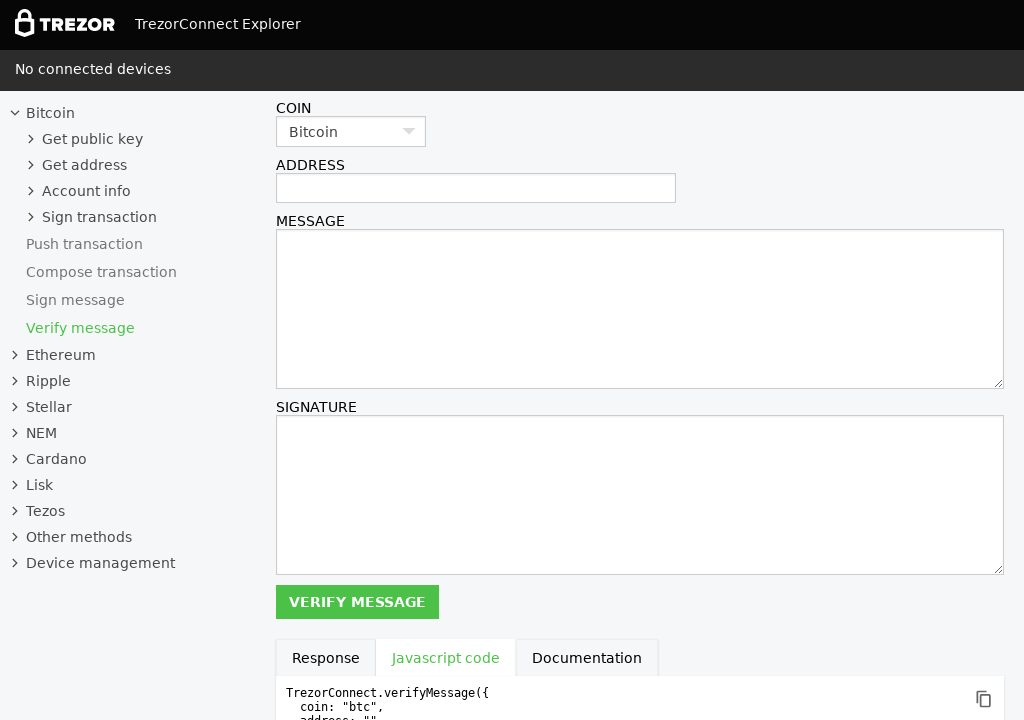 TREZOR TrezorConnect Explorer
No connected devices
Bitcoin
Get public key
Get address
Account info
Sign transaction
Push transaction
Compose transaction
Sign message
Verify message
Ethereum
Ripple
Stellar
NEM
Cardano
Lisk
Tezos
Other methods
Device management
COIN
Bitcoin
ADDRESS
MESSAGE
SIGNATURE
VERIFY MESSAGE
Response Javascript code Documentation
TrezorConnect.verifyMessage({
coin: "btc",
address: ""